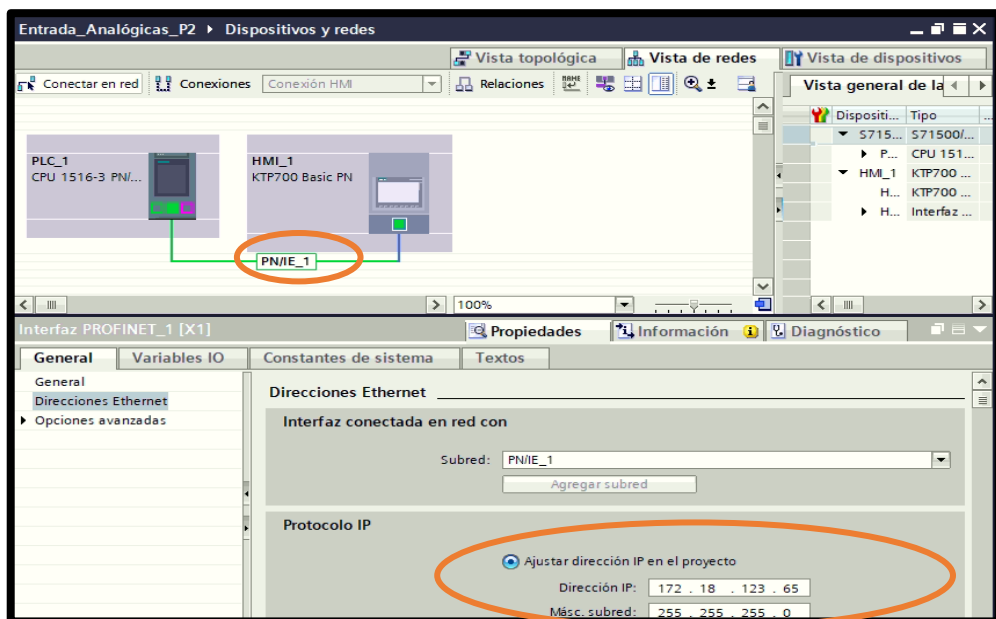 Entrada_Analógicas_P2 ▸ Dispositivos y redes
Vista topológica Vista de redes Vista de dispositivos
Conectar en red Conexiones Conexión HMI Relaciones Vista general de la
Dispositi... Tipo ...
S715... S71500/...
P... CPU 151...
HMI_1 KTP700 ...
H... KTP700 ...
H... Interfaz ...
PLC_1
CPU 1516-3 PN/...
HMI_1
KTP700 Basic PN
PN/IE_1
100%
Interfaz PROFINET_1 [X1] Propiedades Información Diagnóstico
General Variables IO Constantes de sistema Textos
General
Direcciones Ethernet
Opciones avanzadas
Direcciones Ethernet
Interfaz conectada en red con
Subred: PN/IE_1
Agregar subred
Protocolo IP
Ajustar dirección IP en el proyecto
Dirección IP: 172 . 18 . 123 . 65
Másc. subred: 255 . 255 . 255 . 0